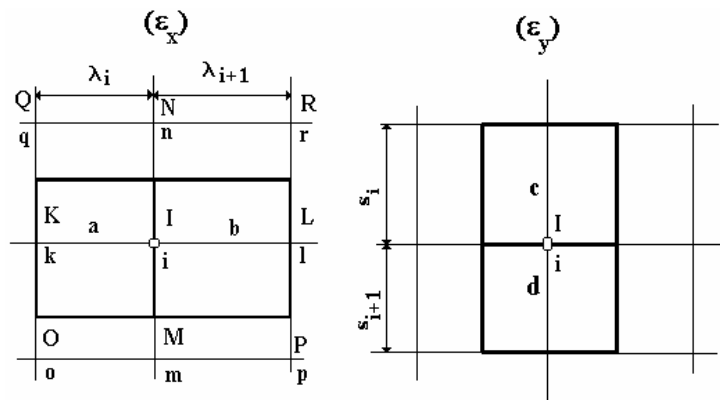 (εx) (εy)
λi λi+1
Q N R
q n r
K I L
a b
k i l
O M P
o m p
si
c
I
i
d
si+1